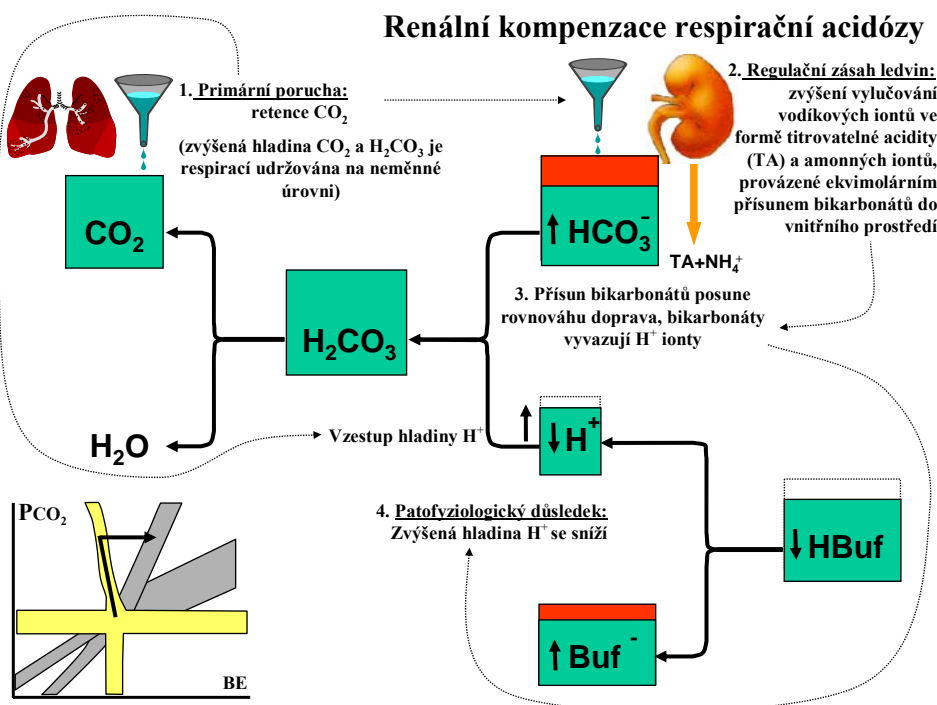 Renální kompenzace respirační acidózy
1. Primární porucha:
retence CO₂
(zvýšená hladina CO₂ a H₂CO₃ je
respirací udržována na neměnné
úrovni)
2. Regulační zásah ledvin:
zvýšení vylučování
vodíkových iontů ve
formě titrovatelné acidity
(TA) a amonných iontů,
provázené ekvimolárním
přísunem bikarbonátů do
vnitřního prostředí
CO₂
HCO₃⁻
TA+NH₄⁺
3. Přísun bikarbonátů posune
rovnováhu doprava, bikarbonáty
vyvazují H⁺ ionty
H₂CO₃
H₂O
Vzestup hladiny H⁺
H⁺
4. Patofyziologický důsledek:
Zvýšená hladina H⁺ se sníží
HBuf
Buf⁻
PCO₂
BE